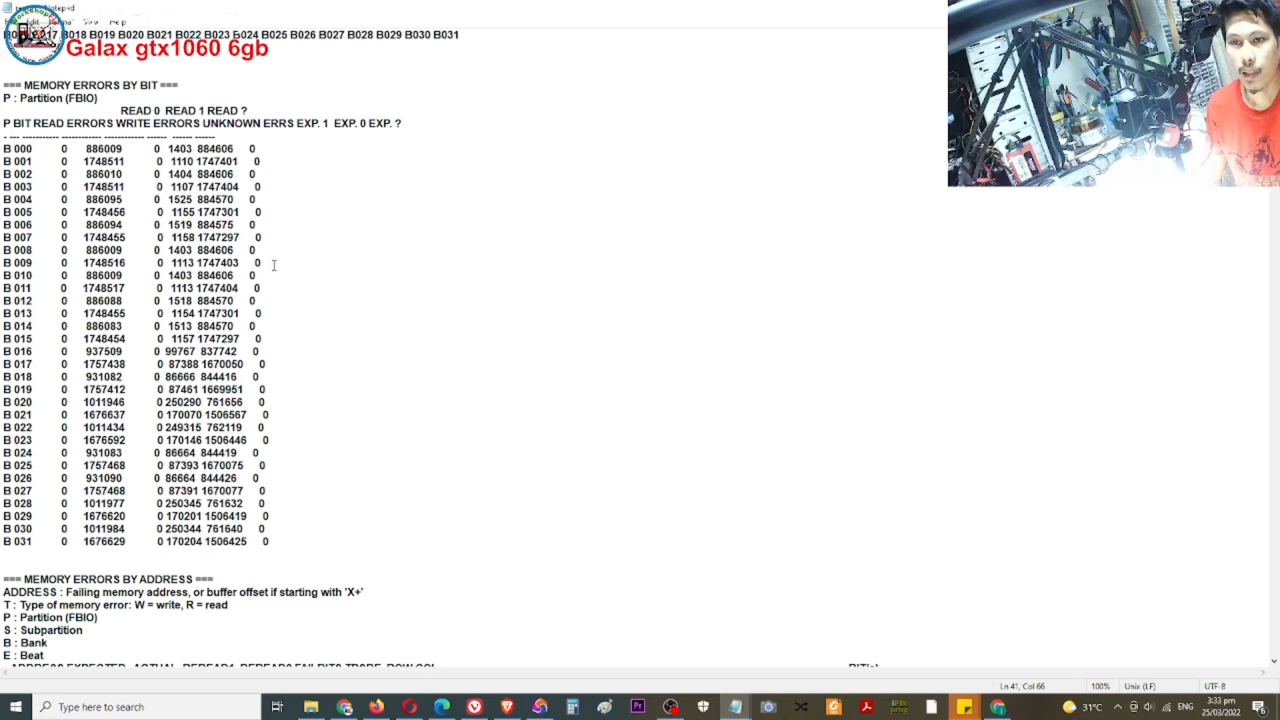 B018 B019 B020 B021 B022 B023 B024 B025 B026 B027 B028 B029 B030 B031
Galax gtx1060 6gb
=== MEMORY ERRORS BY BIT ===
P : Partition (FBIO)
READ 0 READ 1 READ ?
P BIT READ ERRORS WRITE ERRORS UNKNOWN ERRS EXP. 1 EXP. 0 EXP. ?
- --- ----------- ------------ ------------ ------ ------ ------
B 000 0 886009 0 1403 884606 0
B 001 0 1748511 0 1110 1747401 0
B 002 0 886010 0 1404 884606 0
B 003 0 1748511 0 1107 1747404 0
B 004 0 886095 0 1525 884570 0
B 005 0 1748456 0 1155 1747301 0
B 006 0 886094 0 1519 884575 0
B 007 0 1748455 0 1158 1747297 0
B 008 0 886009 0 1403 884606 0
B 009 0 1748516 0 1113 1747403 0
B 010 0 886009 0 1403 884606 0
B 011 0 1748517 0 1113 1747404 0
B 012 0 886088 0 1518 884570 0
B 013 0 1748455 0 1154 1747301 0
B 014 0 886083 0 1513 884570 0
B 015 0 1748454 0 1157 1747297 0
B 016 0 937509 0 99767 837742 0
B 017 0 1757438 0 87388 1670050 0
B 018 0 931082 0 86666 844416 0
B 019 0 1757412 0 87461 1669951 0
B 020 0 1011946 0 250290 761656 0
B 021 0 1676637 0 170070 1506567 0
B 022 0 1011434 0 249315 762119 0
B 023 0 1676592 0 170146 1506446 0
B 024 0 931083 0 86664 844419 0
B 025 0 1757468 0 87393 1670075 0
B 026 0 931090 0 86664 844426 0
B 027 0 1757468 0 87391 1670077 0
B 028 0 1011977 0 250345 761632 0
B 029 0 1676620 0 170201 1506419 0
B 030 0 1011984 0 250344 761640 0
B 031 0 1676629 0 170204 1506425 0
=== MEMORY ERRORS BY ADDRESS ===
ADDRESS : Failing memory address, or buffer offset if starting with 'X+'
T : Type of memory error: W = write, R = read
P : Partition (FBIO)
S : Subpartition
B : Bank
E : Beat
Ln 41, Col 66 100% Unix (LF) UTF-8
Type here to search
31°C
3:33 pm
25/03/2022
6